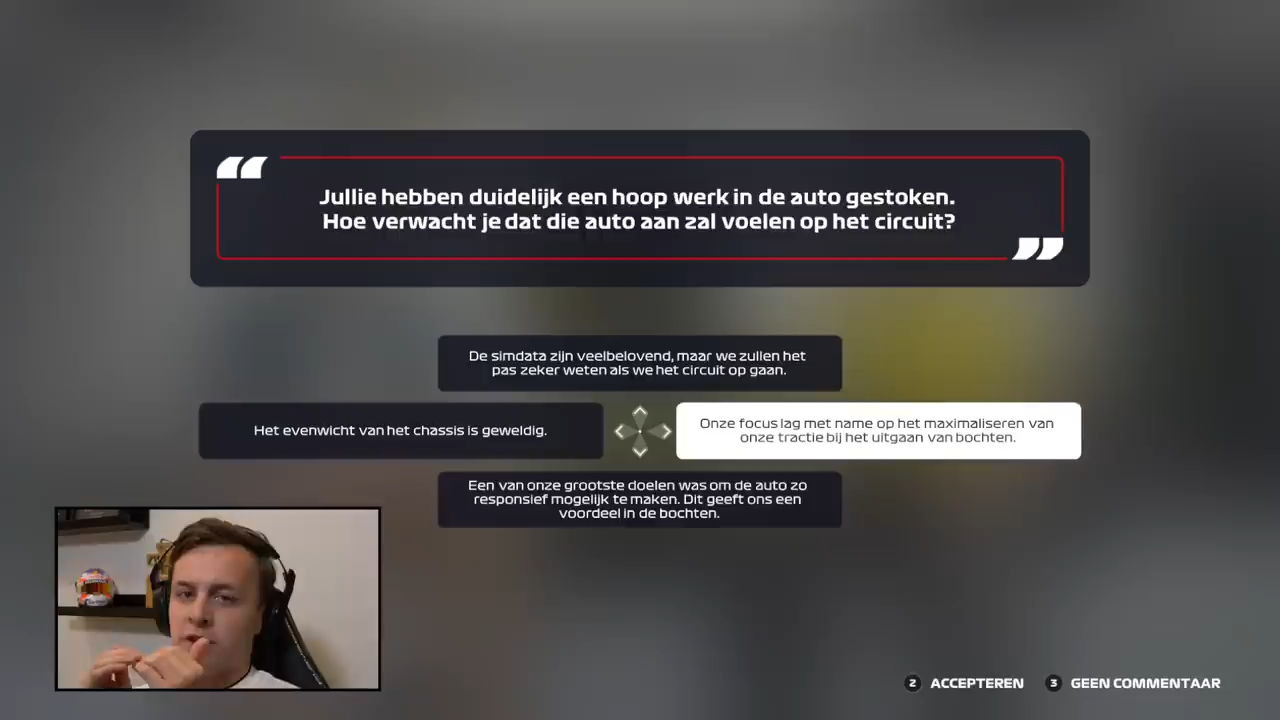 Jullie hebben duidelijk een hoop werk in de auto gestoken.
Hoe verwacht je dat die auto aan zal voelen op het circuit?
De simdata zijn veelbelovend, maar we zullen het
pas zeker weten als we het circuit op gaan.
Het evenwicht van het chassis is geweldig.
Onze focus lag met name op het maximaliseren van
onze tractie bij het uitgaan van bochten.
Een van onze grootste doelen was om de auto zo
responsief mogelijk te maken. Dit geeft ons een
voordeel in de bochten.
2 ACCEPTEREN 3 GEEN COMMENTAAR